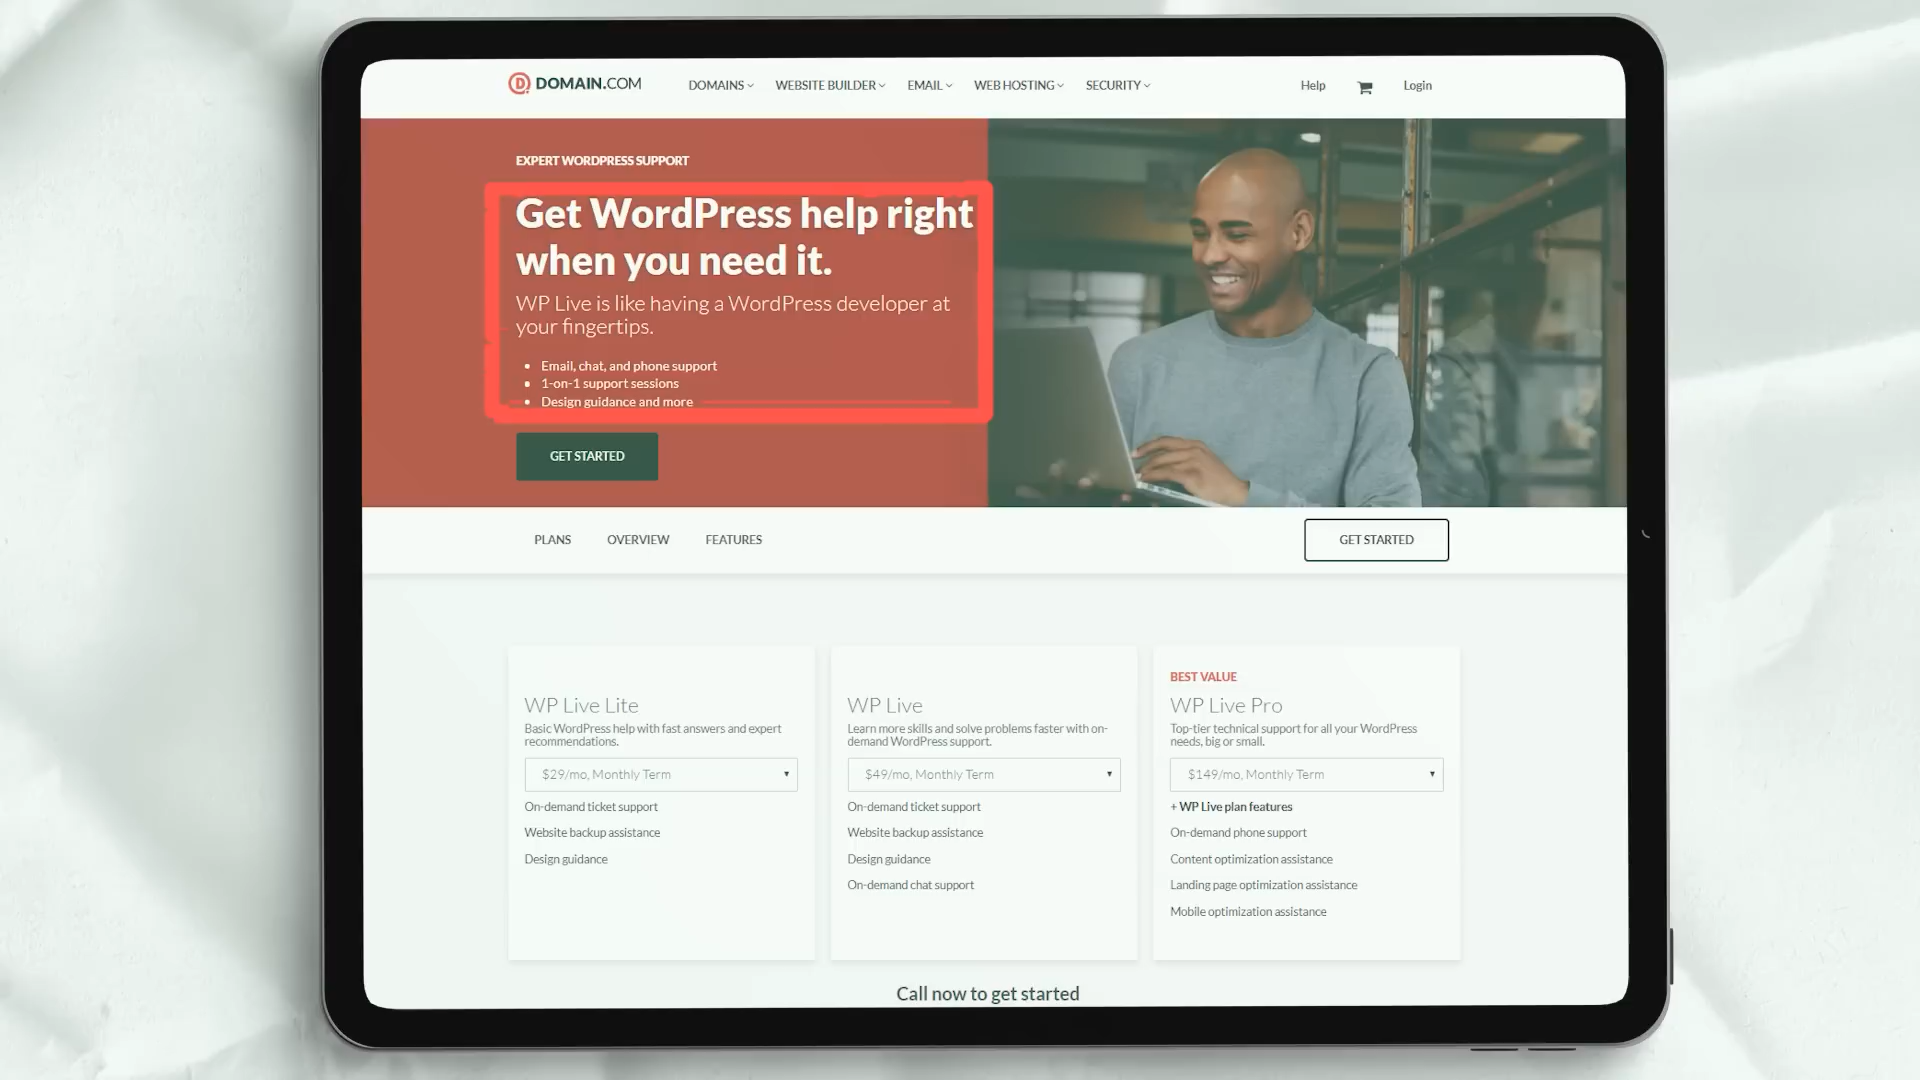 DOMAIN.COM
DOMAINS
WEBSITE BUILDER
EMAIL
WEB HOSTING
SECURITY
Help
Login
EXPERT WORDPRESS SUPPORT
Get WordPress help right
when you need it.
WP Live is like having a WordPress developer at
your fingertips.
Email, chat, and phone support
1-on-1 support sessions
Design guidance and more
GET STARTED
PLANS
OVERVIEW
FEATURES
GET STARTED
WP Live Lite
Basic WordPress help with fast answers and expert
recommendations.
$29/mo, Monthly Term
On-demand ticket support
Website backup assistance
Design guidance
WP Live
Learn more skills and solve problems faster with on-
demand WordPress support.
$49/mo, Monthly Term
On-demand ticket support
Website backup assistance
Design guidance
On-demand chat support
BEST VALUE
WP Live Pro
Top-tier technical support for all your WordPress
needs, big or small.
$149/mo, Monthly Term
+ WP Live plan features
On-demand phone support
Content optimization assistance
Landing page optimization assistance
Mobile optimization assistance
Call now to get started